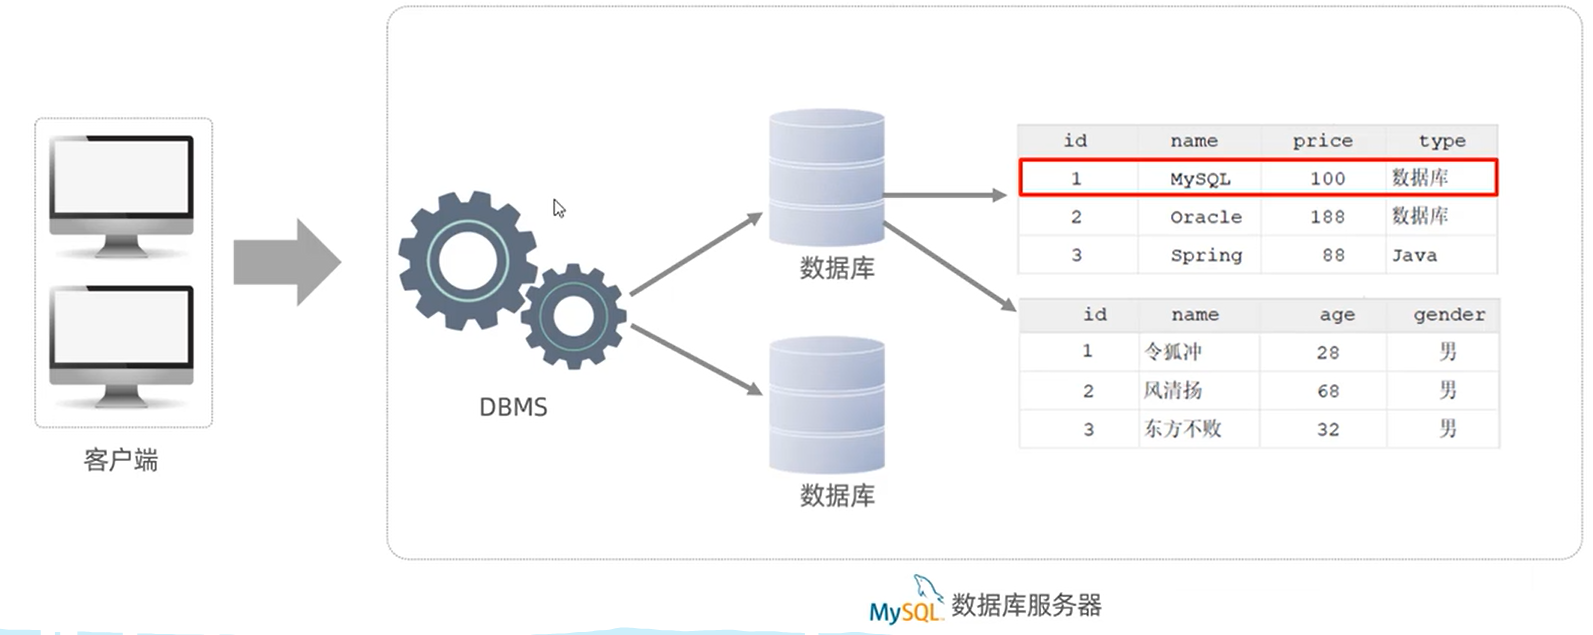 客户端
DBMS
数据库
数据库
id name price type
1 MySQL 100 数据库
2 Oracle 188 数据库
3 Spring 88 Java
id name age gender
1 令狐冲 28 男
2 风清扬 68 男
3 东方不败 32 男
MySQL 数据库服务器